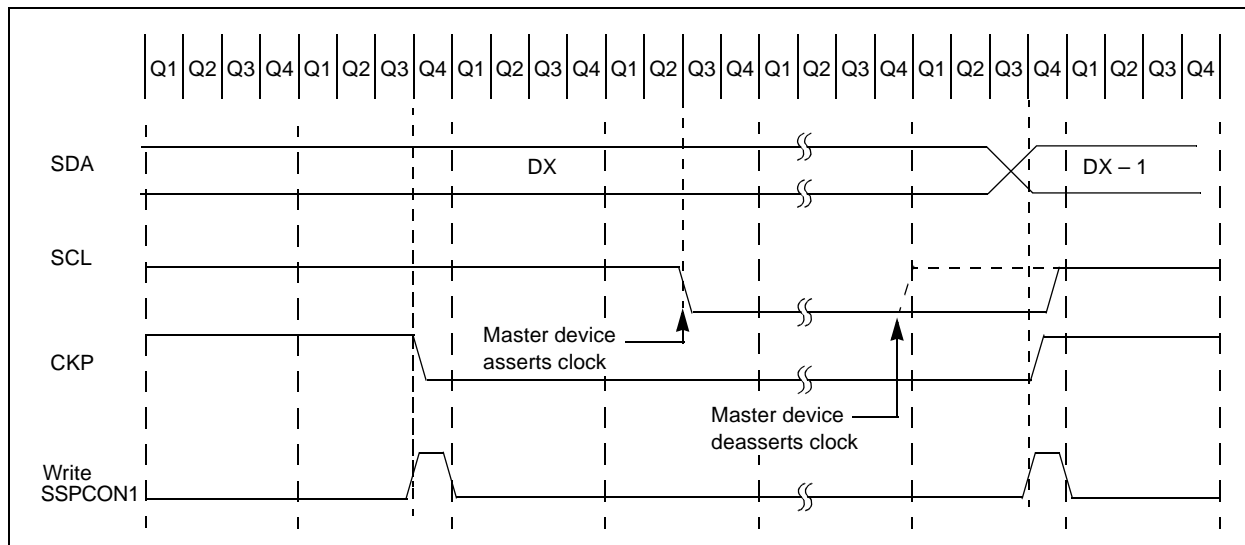 Q1 Q2 Q3 Q4 Q1 Q2 Q3 Q4 Q1 Q2 Q3 Q4 Q1 Q2 Q3 Q4 Q1 Q2 Q3 Q4 Q1 Q2 Q3 Q4 Q1 Q2 Q3 Q4
SDA
DX
DX – 1
SCL
Master device
asserts clock
CKP
Master device
deasserts clock
Write
SSPCON1